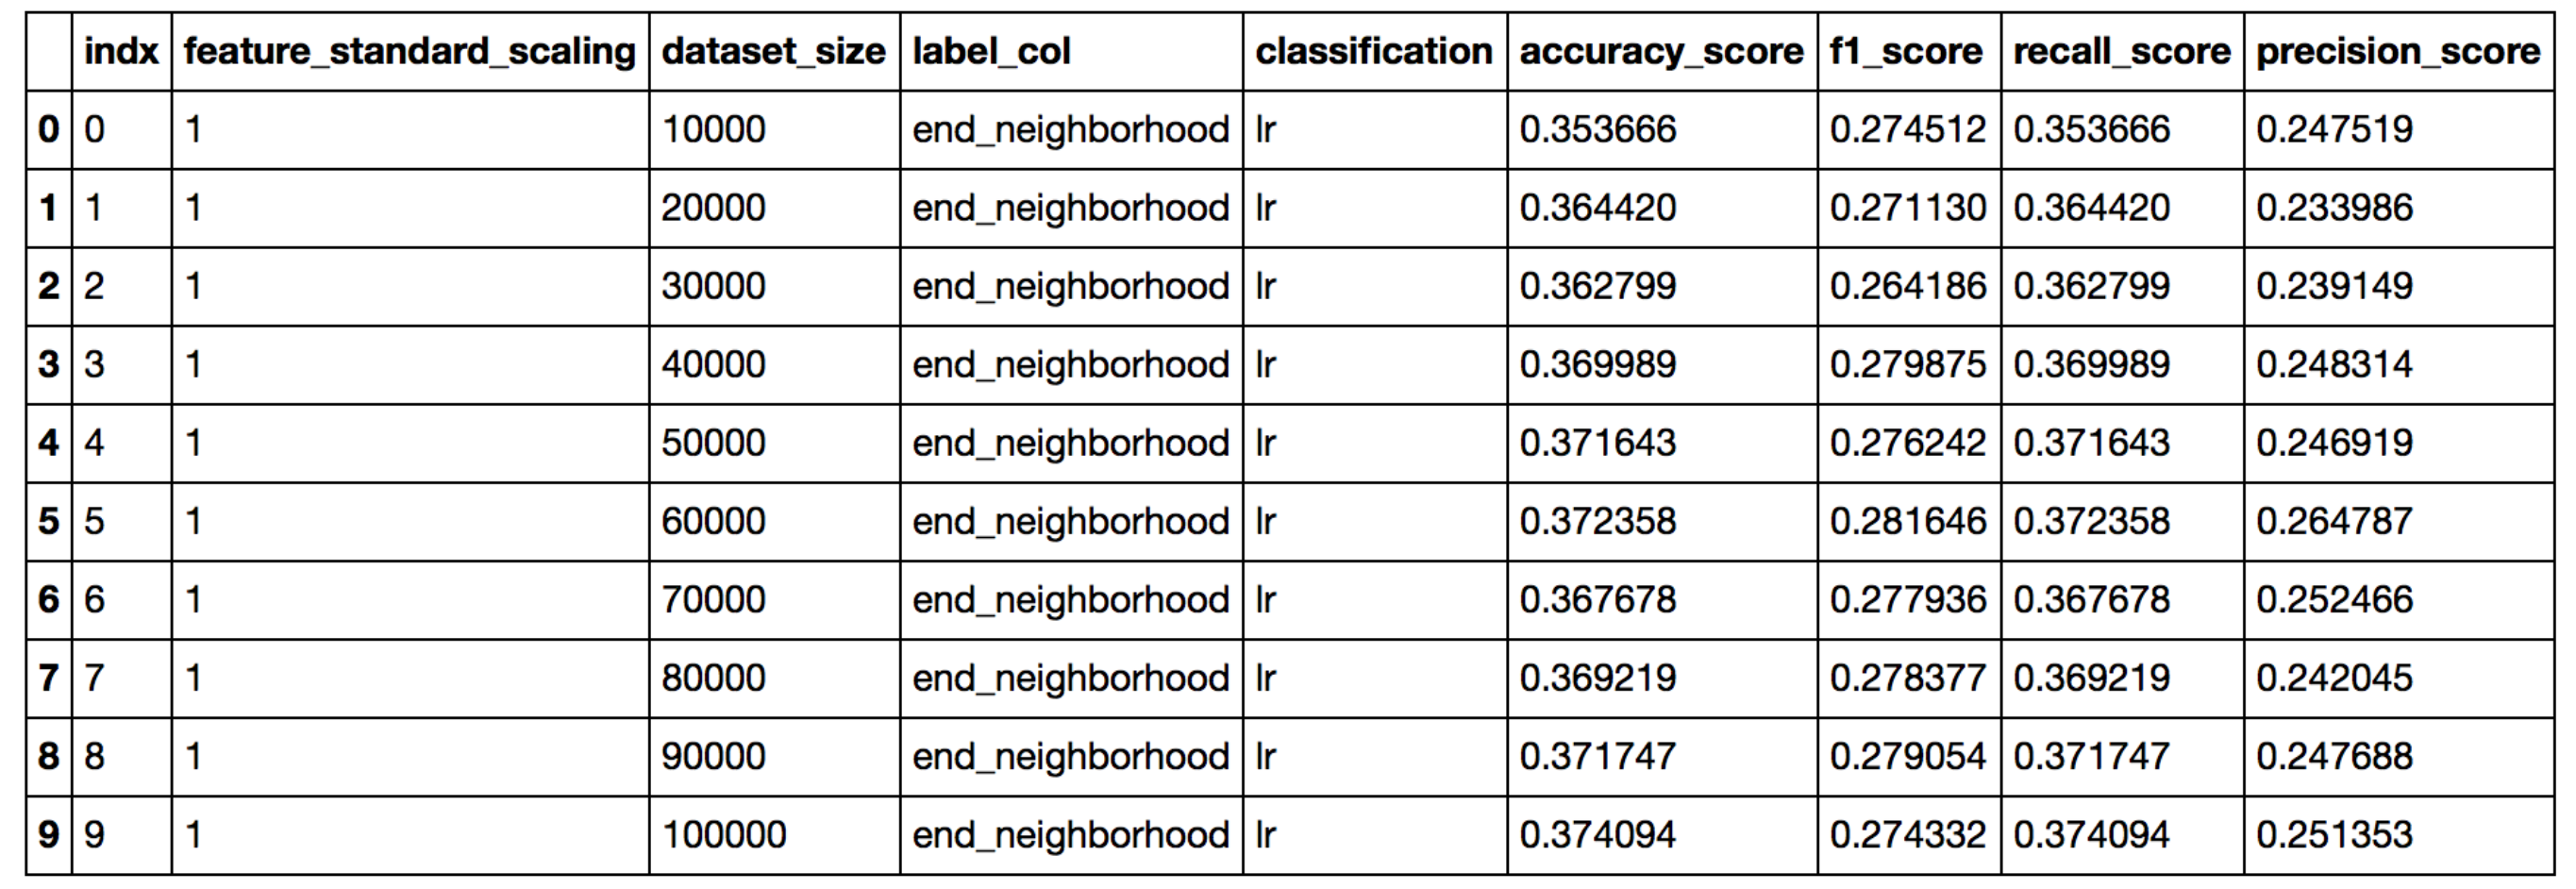 indx feature_standard_scaling dataset_size label_col classification accuracy_score f1_score recall_score precision_score
0 0 1 10000 end_neighborhood lr 0.353666 0.274512 0.353666 0.247519
1 1 1 20000 end_neighborhood lr 0.364420 0.271130 0.364420 0.233986
2 2 1 30000 end_neighborhood lr 0.362799 0.264186 0.362799 0.239149
3 3 1 40000 end_neighborhood lr 0.369989 0.279875 0.369989 0.248314
4 4 1 50000 end_neighborhood lr 0.371643 0.276242 0.371643 0.246919
5 5 1 60000 end_neighborhood lr 0.372358 0.281646 0.372358 0.264787
6 6 1 70000 end_neighborhood lr 0.367678 0.277936 0.367678 0.252466
7 7 1 80000 end_neighborhood lr 0.369219 0.278377 0.369219 0.242045
8 8 1 90000 end_neighborhood lr 0.371747 0.279054 0.371747 0.247688
9 9 1 100000 end_neighborhood lr 0.374094 0.274332 0.374094 0.251353